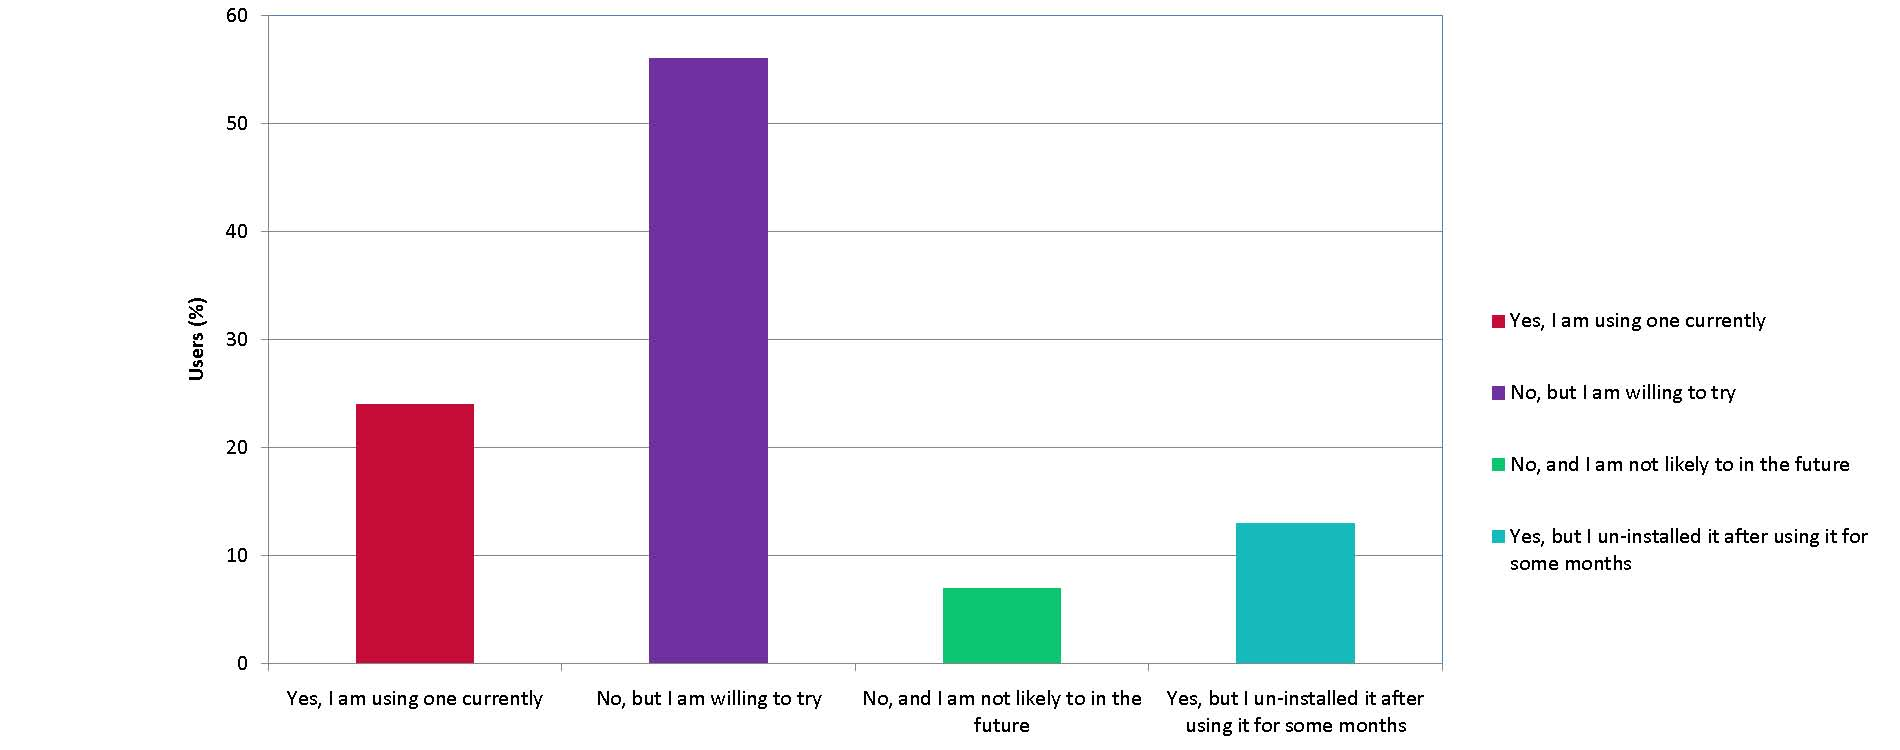 60
50
40
30
20
10
0
Users (%)
Yes, I am using one currently
No, but I am willing to try
No, and I am not likely to in the
future
Yes, but I un-installed it after
using it for some months
Yes, I am using one currently
No, but I am willing to try
No, and I am not likely to in the future
Yes, but I un-installed it after using it for
some months